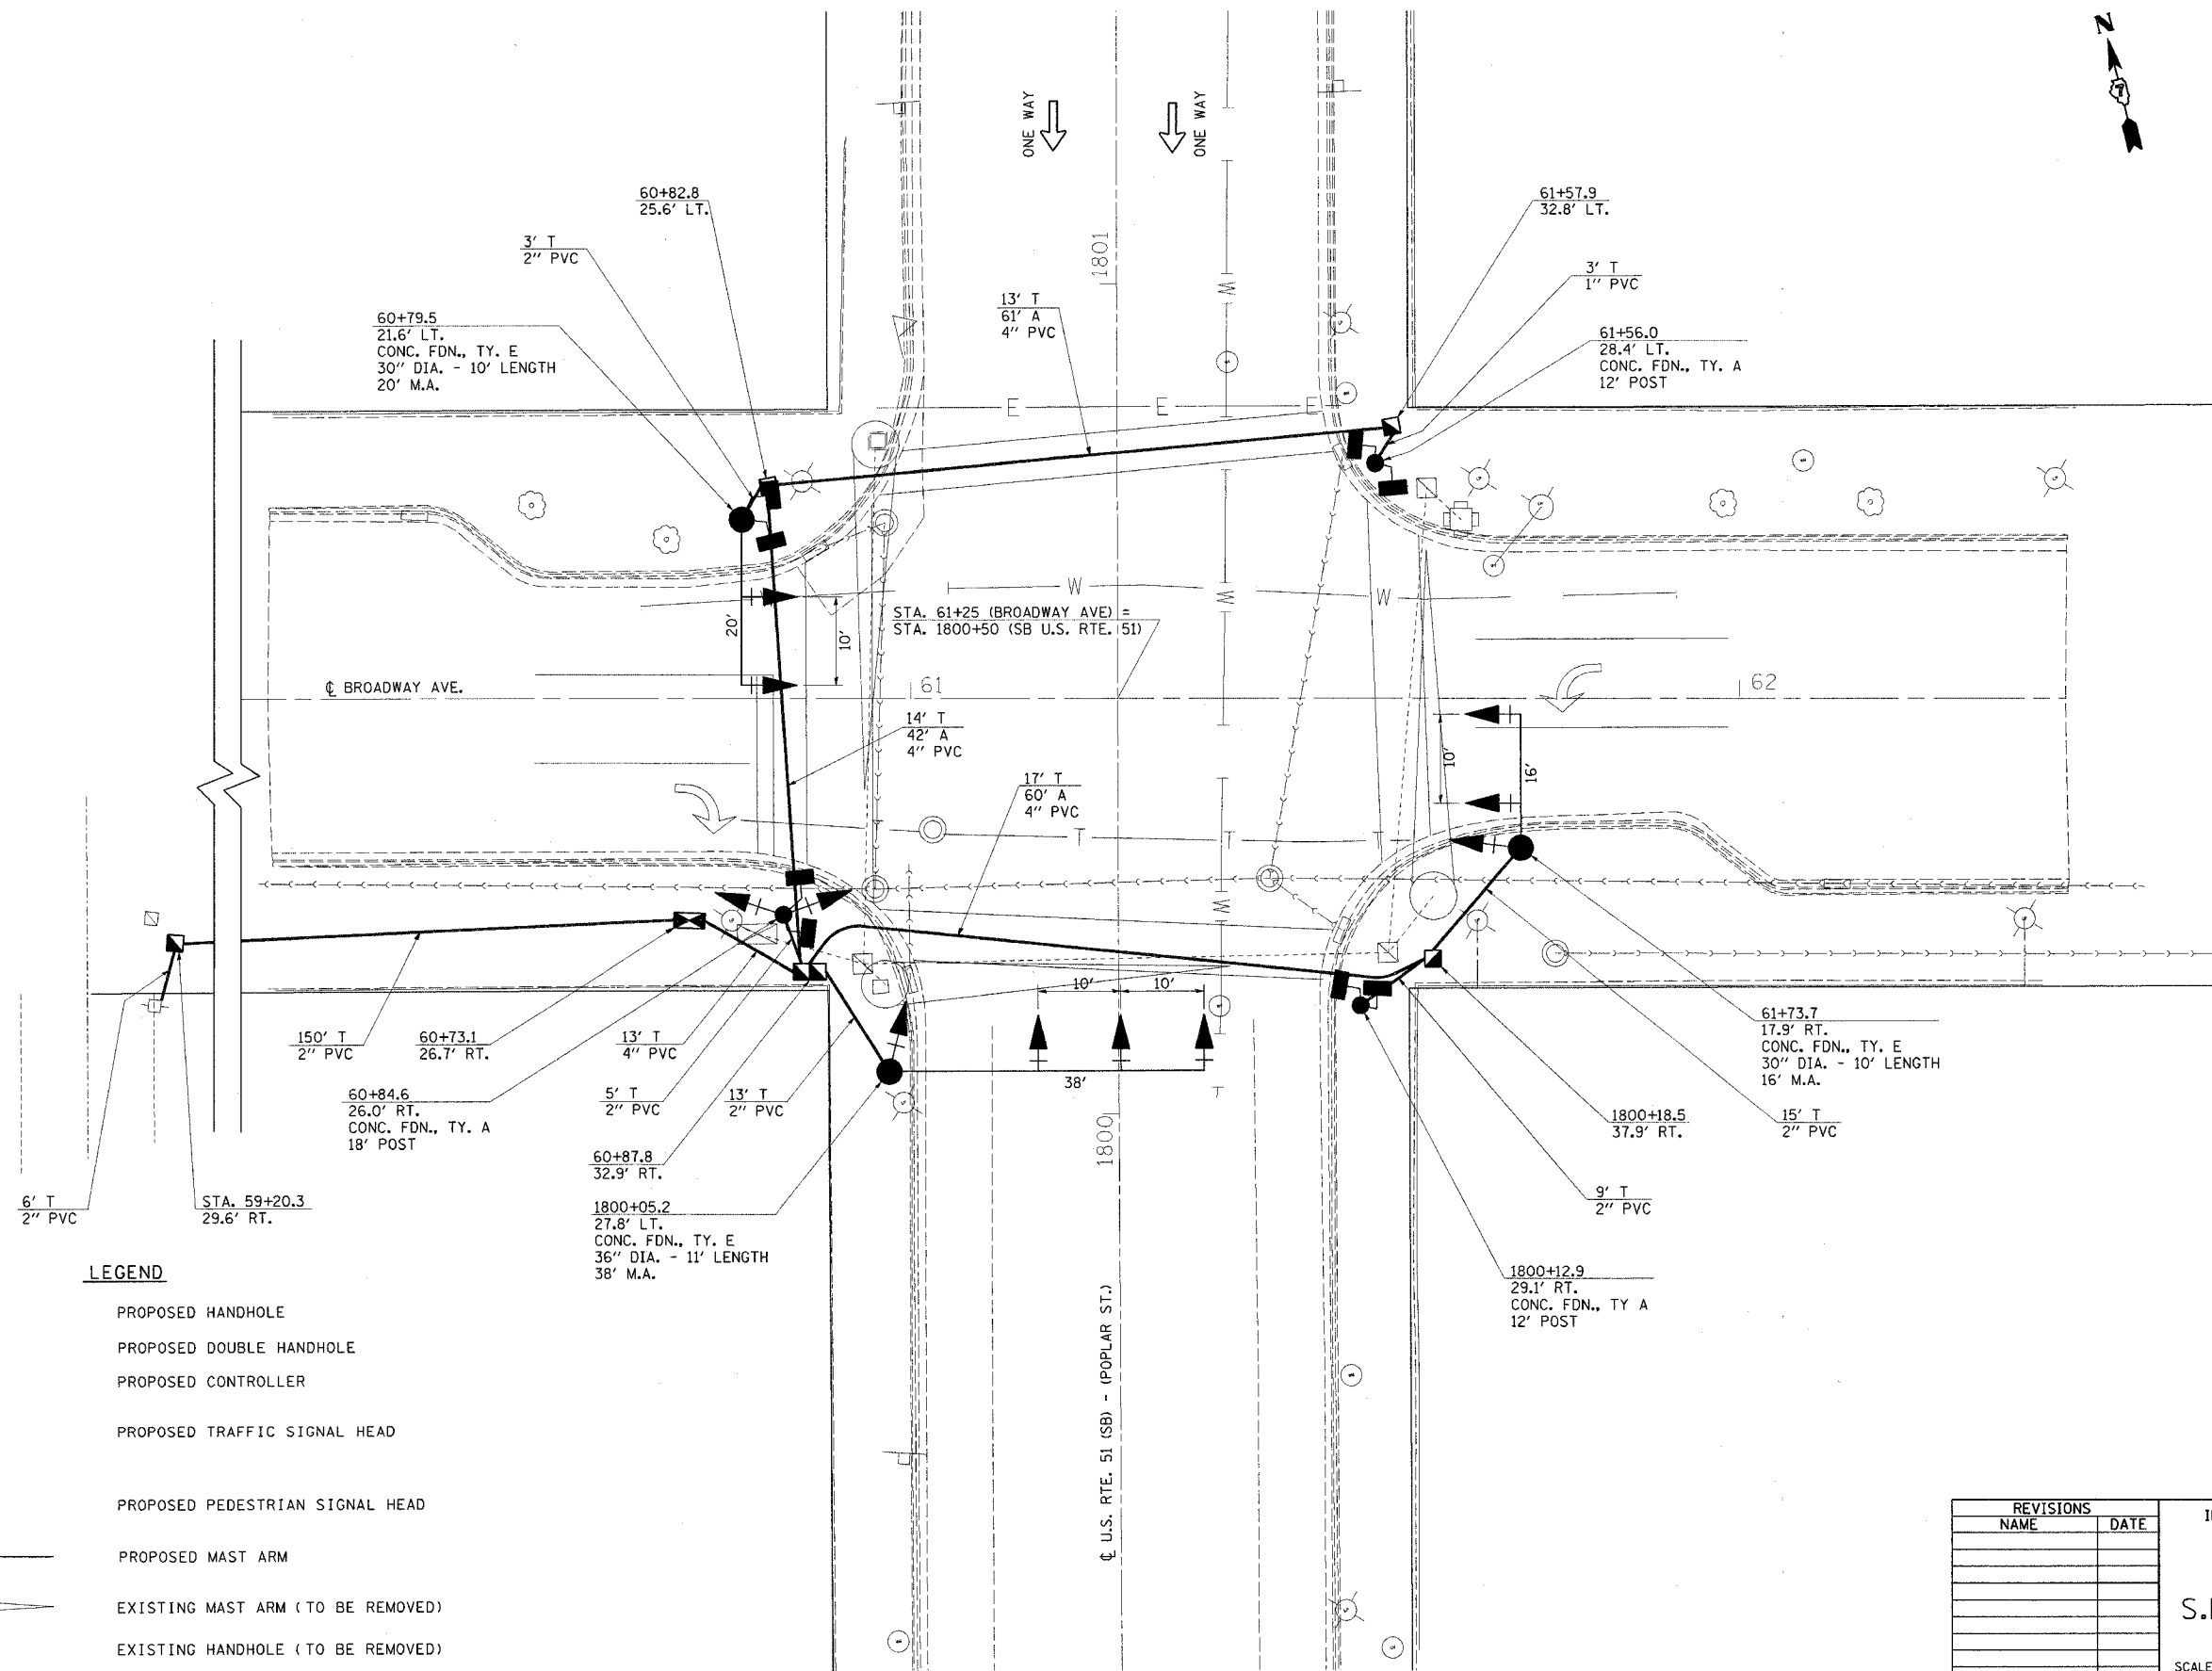 N
ONE WAY
ONE WAY
60+82.8
25.6' LT.
61+57.9
32.8' LT.
3' T
2" PVC
3' T
1" PVC
1801
W
13' T
61' A
4" PVC
60+79.5
21.6' LT.
CONC. FDN., TY. E
30" DIA. - 10' LENGTH
20' M.A.
61+56.0
28.4' LT.
CONC. FDN., TY. A
12' POST
E E E
W W W
20'
10'
STA. 61+25 (BROADWAY AVE) =
STA. 1800+50 (SB U.S. RTE. 51)
℄ BROADWAY AVE.
61
62
14' T
42' A
4" PVC
10'
16'
17' T
60' A
4" PVC
T T T T
W
10'
10'
38'
T
150' T
2" PVC
60+73.1
26.7' RT.
13' T
4" PVC
61+73.7
17.9' RT.
CONC. FDN., TY. E
30" DIA. - 10' LENGTH
16' M.A.
60+84.6
26.0' RT.
CONC. FDN., TY. A
18' POST
5' T
2" PVC
13' T
2" PVC
1800+18.5
37.9' RT.
15' T
2" PVC
1800
60+87.8
32.9' RT.
6' T
2" PVC
STA. 59+20.3
29.6' RT.
1800+05.2
27.8' LT.
CONC. FDN., TY. E
36" DIA. - 11' LENGTH
38' M.A.
9' T
2" PVC
1800+12.9
29.1' RT.
CONC. FDN., TY A
12' POST
℄ U.S. RTE. 51 (SB) - (POPLAR ST.)
LEGEND
PROPOSED HANDHOLE
PROPOSED DOUBLE HANDHOLE
PROPOSED CONTROLLER
PROPOSED TRAFFIC SIGNAL HEAD
PROPOSED PEDESTRIAN SIGNAL HEAD
PROPOSED MAST ARM
EXISTING MAST ARM (TO BE REMOVED)
EXISTING HANDHOLE (TO BE REMOVED)
REVISIONS
NAME DATE
S.
SCALE